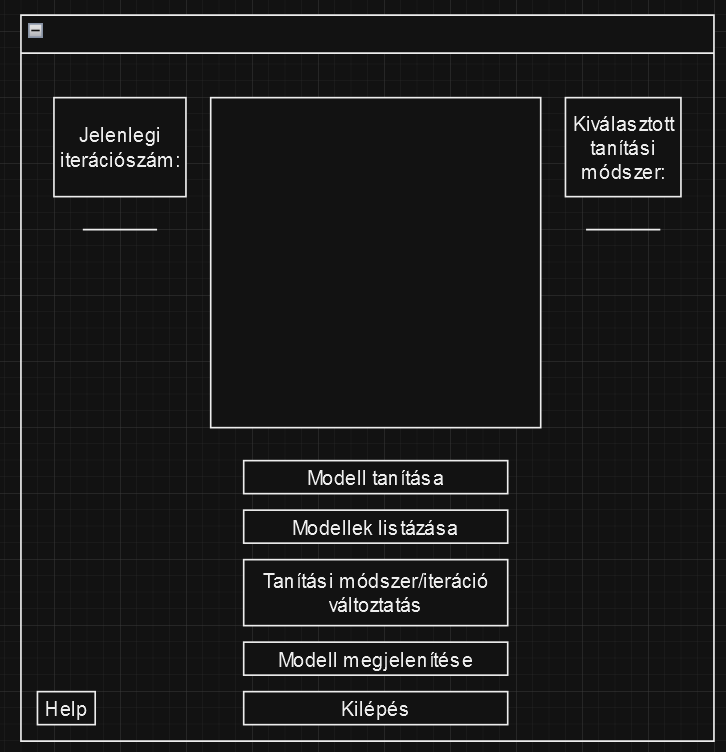 Jelenlegi
iterációszám:
Kiválasztott
tanítási
módszer:
Modell tanítása
Modellek listázása
Tanítási módszer/iteráció
változtatás
Modell megjelenítése
Help
Kilépés